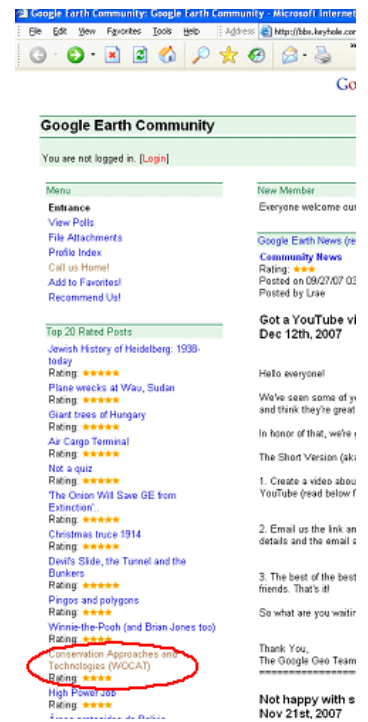 Google Earth Community: Google Earth Community - Microsoft Internet
File Edit View Favorites Tools Help Address http://bbs.keyhole.com
Go
Google Earth Community
You are not logged in. [Login]
Menu
Entrance
View Polls
File Attachments
Profile Index
Call us Home!
Add to Favorites!
Recommend Us!
Top 20 Rated Posts
Jewish History of Heidelberg: 1938-
today
Rating:
Plane wrecks at Wau, Sudan
Rating:
Giant trees of Hungary
Rating:
Air Cargo Terminal
Rating:
Not a quiz
Rating:
'The Onion Will Save GE from
Extinction'..
Rating:
Christmas truce 1914
Rating:
Devil's Slide, the Tunnel and the
Bunkers
Rating:
Pingos and polygons
Rating:
Winnie-the-Pooh (and Brian Jones too)
Rating:
Conservation Approaches and
Technologies (WOCAT)
Rating:
High Power Job
Rating:
New Member
Everyone welcome our
Google Earth News (re
Community News
Rating:
Posted on 09/27/07 03
Posted by Lrae
Got a YouTube vi
Dec 12th, 2007
Hello everyone!
We've seen some of yo
and think they're great
In honor of that, we're
The Short Version (aka
1. Create a video abou
YouTube (read below f
2. Email us the link an
details and the email a
3. The best of the best
friends. That's it!
So what are you waitin
Thank You,
The Google Geo Team
================
Not happy with s
Nov 21st, 2007